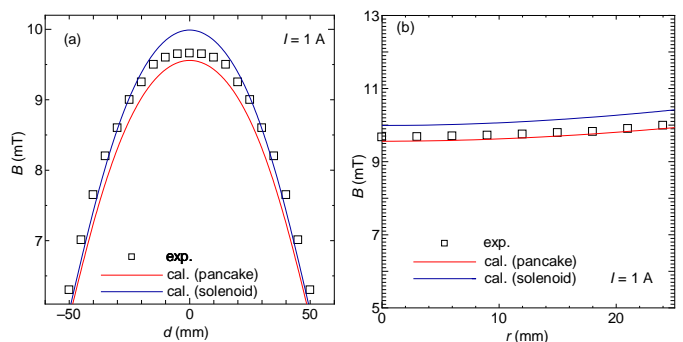 (a)
I = 1 A
B (mT)
10
9
8
7
exp.
cal. (pancake)
cal. (solenoid)
−50
0
50
d (mm)
(b)
B (mT)
13
11
9
7
5
exp.
cal. (pancake)
cal. (solenoid)
I = 1 A
0
10
20
r (mm)